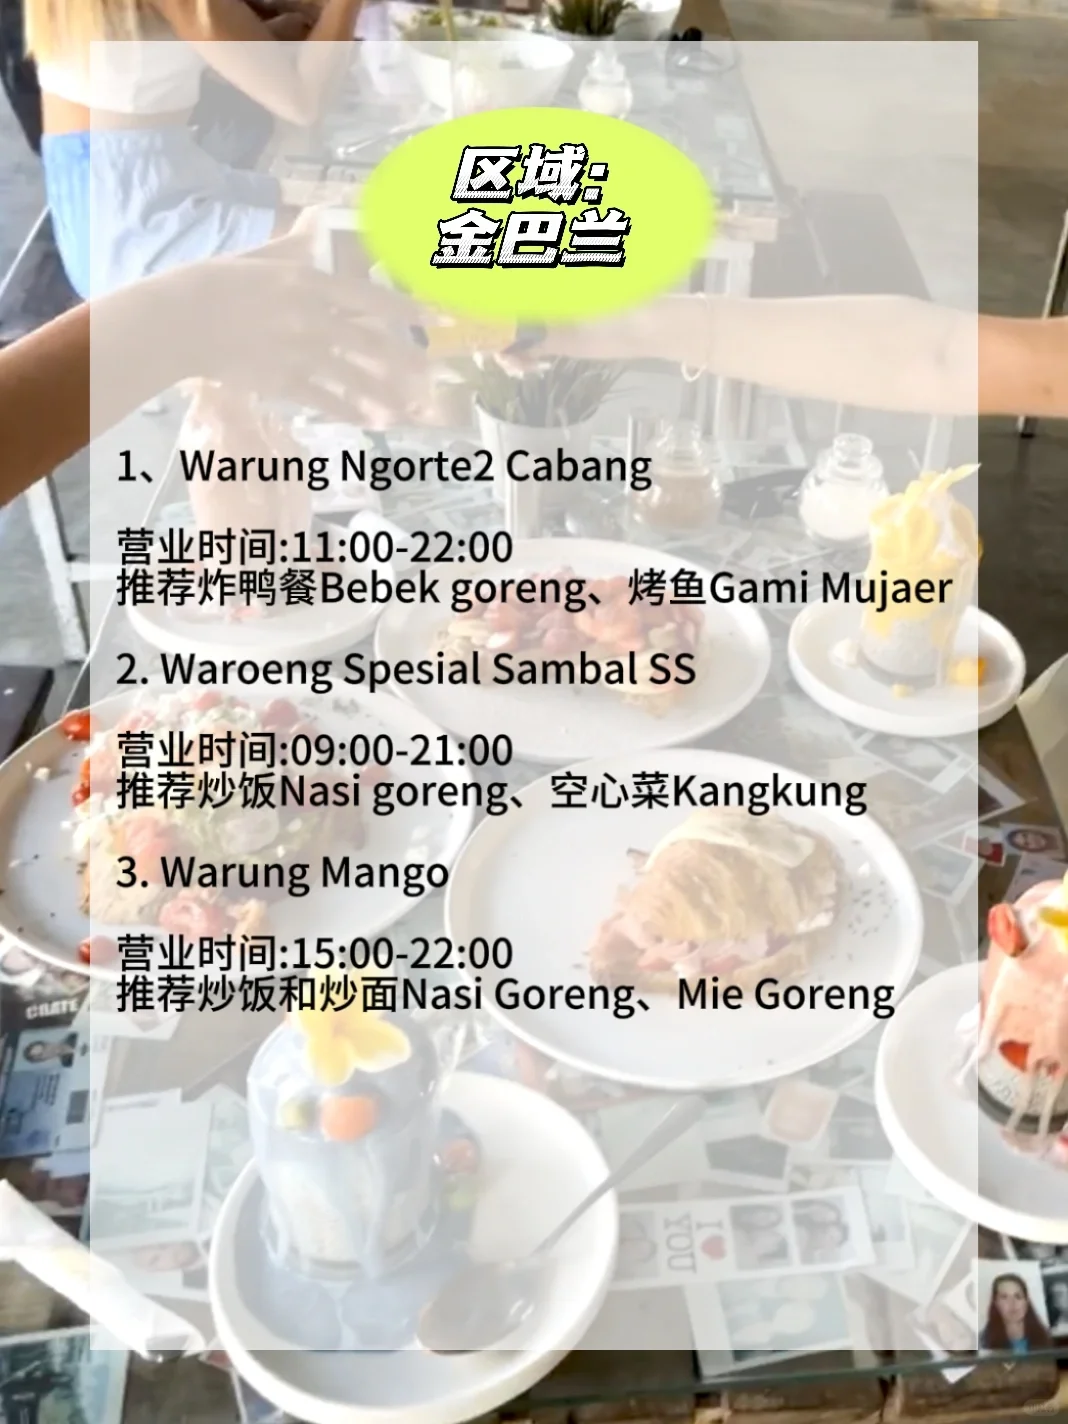 区域:
金巴兰
1、Warung Ngorte2 Cabang
营业时间:11:00-22:00
推荐炸鸭餐Bebek goreng、烤鱼Gami Mujaer
2. Waroeng Spesial Sambal SS
营业时间:09:00-21:00
推荐炒饭Nasi goreng、空心菜Kangkung
3. Warung Mango
营业时间:15:00-22:00
推荐炒饭和炒面Nasi Goreng、Mie Goreng
CRATE
I ❤ YOU